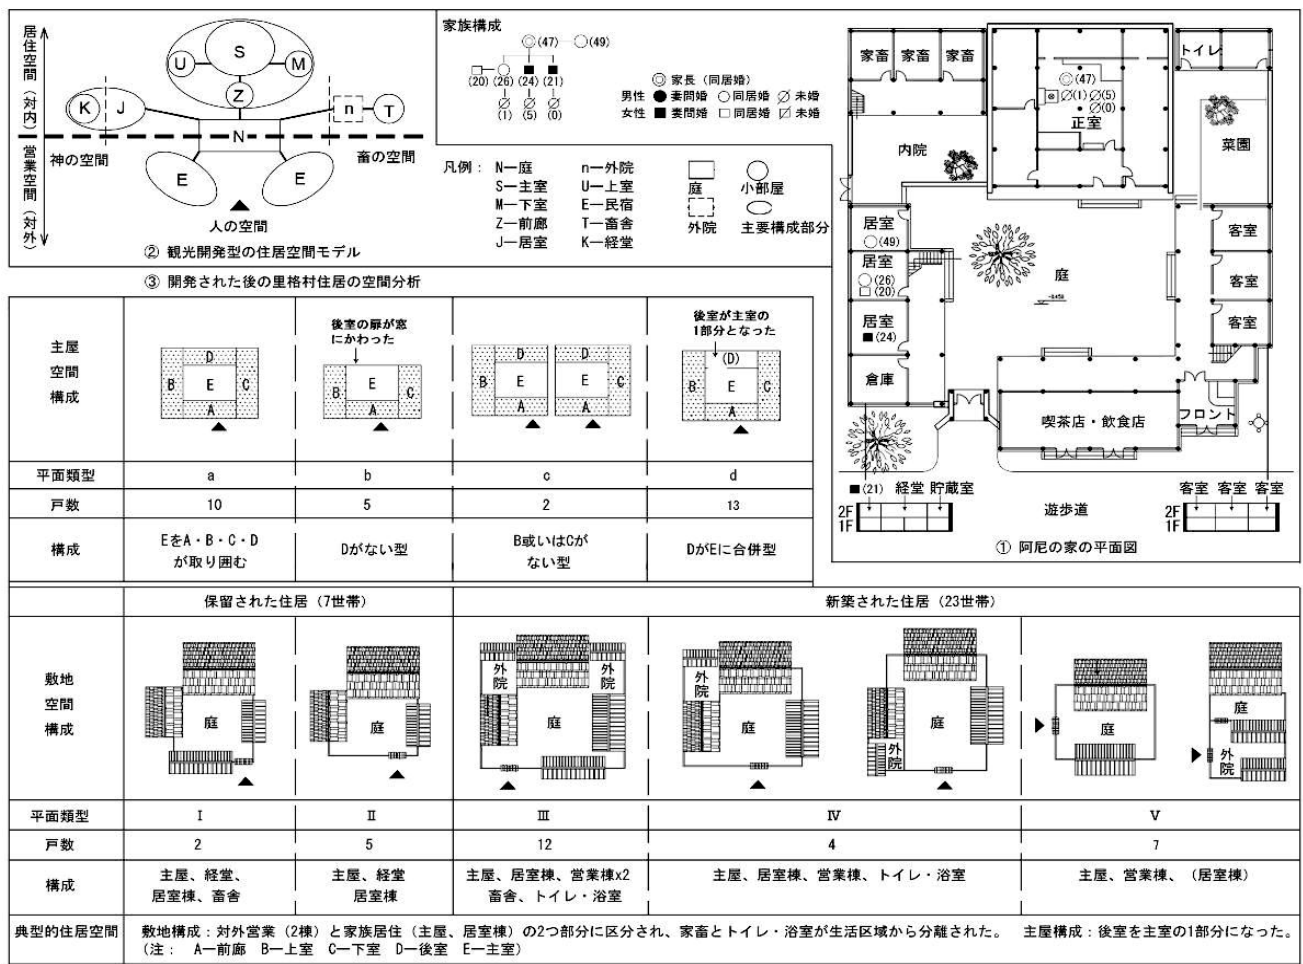 居住空間（対内）
営業空間（対外）
S
U
M
Z
K
J
n
T
N
神の空間
畜の空間
E
E
人の空間
② 観光開発型の住居空間モデル
家族構成
(47)
(49)
(20)
(26)
(24)
(21)
(1)
(5)
(0)
家長（同居婚）
男性 妻問婚 同居婚 未婚
女性 妻問婚 同居婚 未婚
凡例：
N—庭
n—外院
S—主室
U—上室
M—下室
E—民宿
Z—前廊
T—畜舎
J—居室
K—経堂
庭
小部屋
外院
主要構成部分
家畜
家畜
家畜
トイレ
(47)
(1)
(5)
(0)
正室
内院
菜園
居室
(49)
居室
(26)
(20)
居室
(24)
倉庫
庭
客室
客室
客室
喫茶店・飲食店
フロント
(21)
経堂
貯蔵室
2F
1F
遊歩道
客室
客室
客室
2F
1F
① 阿尼の家の平面図
③ 開発された後の里格村住居の空間分析
主屋
空間
構成
D
B
E
C
A
後室の扉が窓
にかわった
B
E
C
A
D
B
E
A
D
E
C
A
後室が主室の
1部分となった
(D)
B
E
C
A
平面類型
a
b
c
d
戸数
10
5
2
13
構成
EをA・B・C・D
が取り囲む
Dがない型
B或いはCが
ない型
DがEに合併型
保留された住居（7世帯）
新築された住居（23世帯）
敷地
空間
構成
庭
庭
外院
外院
庭
外院
庭
庭
外院
庭
庭
外院
平面類型
Ⅰ
Ⅱ
Ⅲ
Ⅳ
Ⅴ
戸数
2
5
12
4
7
構成
主屋、経堂、
居室棟、畜舎
主屋、経堂
居室棟
主屋、居室棟、営業棟x2
畜舎、トイレ・浴室
主屋、居室棟、営業棟、トイレ・浴室
主屋、営業棟、（居室棟）
典型的住居空間
敷地構成：対外営業（2棟）と家族居住（主屋、居室棟）の2つ部分に区分され、家畜とトイレ・浴室が生活区域から分離された。 主屋構成：後室を主室の1部分になった。
（注： A—前廊 B—上室 C—下室 D—後室 E—主室）